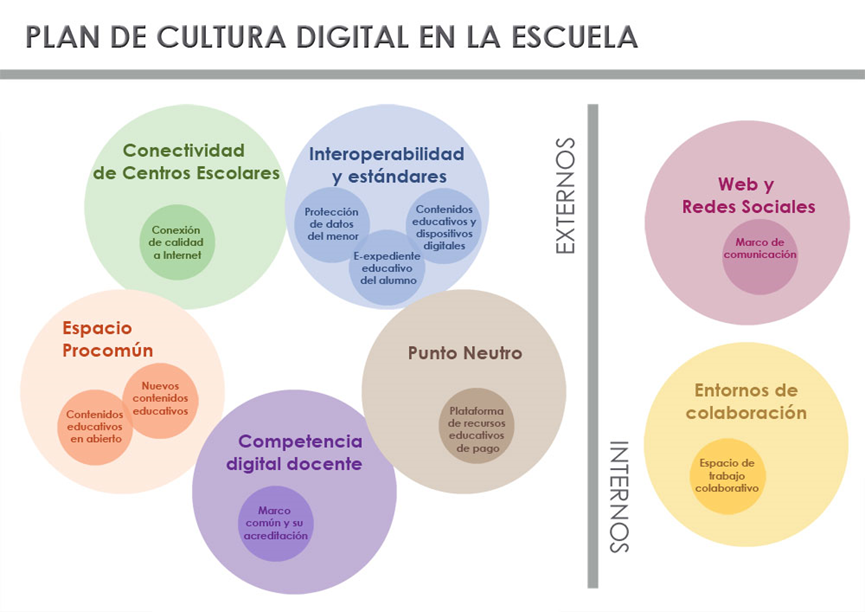 PLAN DE CULTURA DIGITAL EN LA ESCUELA
Conectividad
de Centros Escolares
Conexión
de calidad
a Internet
Interoperabilidad
y estándares
Protección
de datos
del menor
E-expediente
educativo
del alumno
Contenidos
educativos y
dispositivos
digitales
Espacio
Procomún
Contenidos
educativos
en abierto
Nuevos
contenidos
educativos
Competencia
digital docente
Marco
común y su
acreditación
Punto Neutro
Plataforma
de recursos
educativos
de pago
EXTERNOS
INTERNOS
Web y
Redes Sociales
Marco de
comunicación
Entornos de
colaboración
Espacio de
trabajo
colaborativo